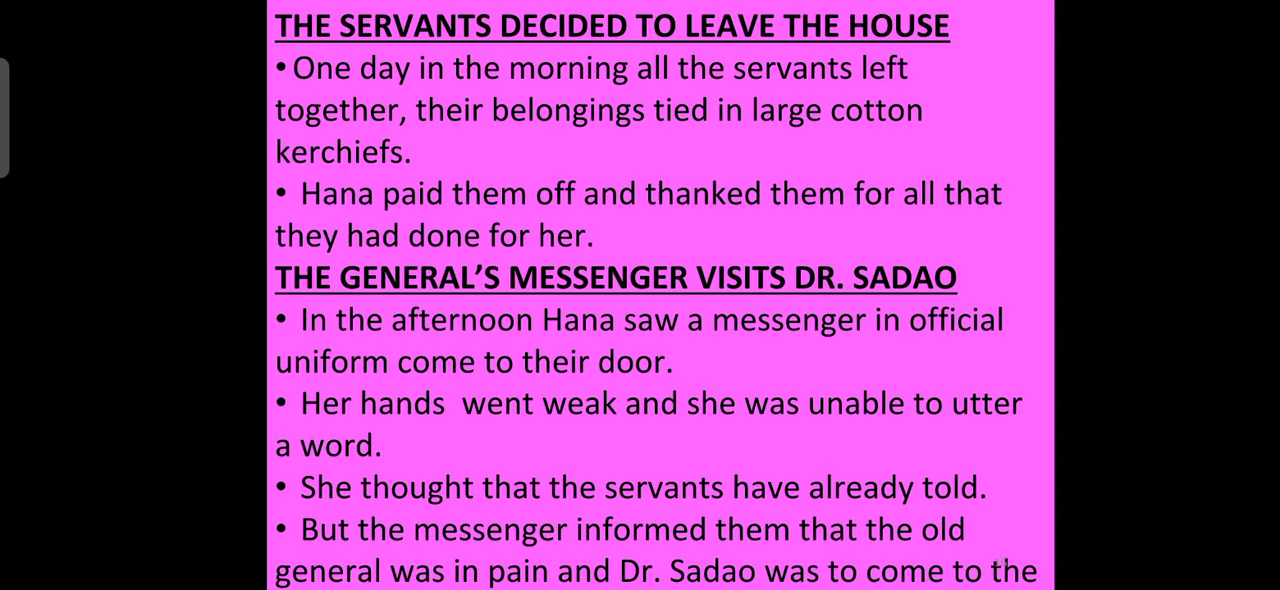 THE SERVANTS DECIDED TO LEAVE THE HOUSE
• One day in the morning all the servants left
together, their belongings tied in large cotton
kerchiefs.
• Hana paid them off and thanked them for all that
they had done for her.
THE GENERAL’S MESSENGER VISITS DR. SADAO
• In the afternoon Hana saw a messenger in official
uniform come to their door.
• Her hands  went weak and she was unable to utter
a word.
• She thought that the servants have already told.
• But the messenger informed them that the old
general was in pain and Dr. Sadao was to come to the